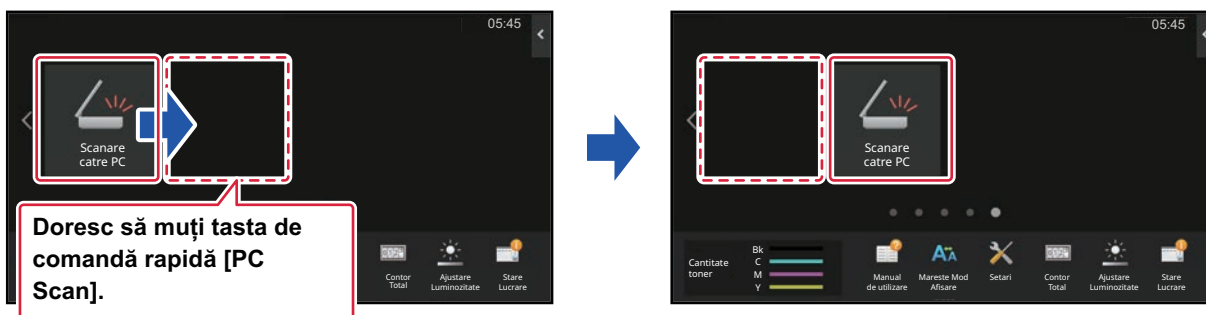 05:45
Scanare
catre PC
Doresc să muți tasta de
comandă rapidă [PC
Scan].
Contor
Total
Ajustare
Luminozitate
Stare
Lucrare
05:45
Scanare
catre PC
Cantitate
toner
Bk
C
M
Y
Manual
de utilizare
Mareste Mod
Afisare
Setari
Contor
Total
Ajustare
Luminozitate
Stare
Lucrare